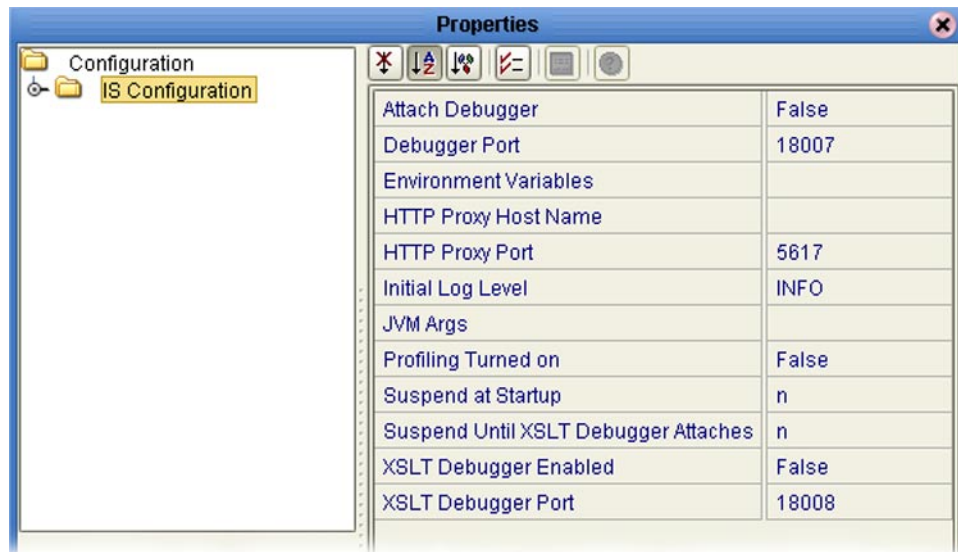 Properties
Configuration
IS Configuration
Attach Debugger False
Debugger Port 18007
Environment Variables
HTTP Proxy Host Name
HTTP Proxy Port 5617
Initial Log Level INFO
JVM Args
Profiling Turned on False
Suspend at Startup n
Suspend Until XSLT Debugger Attaches n
XSLT Debugger Enabled False
XSLT Debugger Port 18008